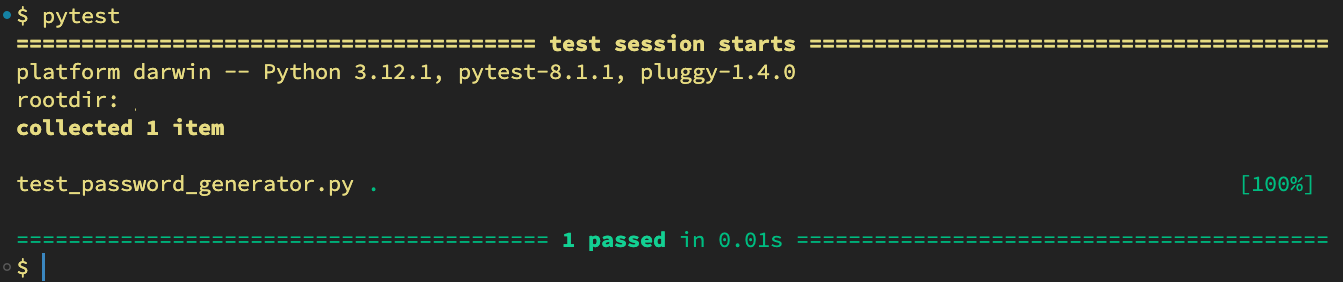 $ pytest
======================================== test session starts ========================================
platform darwin -- Python 3.12.1, pytest-8.1.1, pluggy-1.4.0
rootdir:
collected 1 item
test_password_generator.py . [100%]
========================================= 1 passed in 0.01s =========================================
$